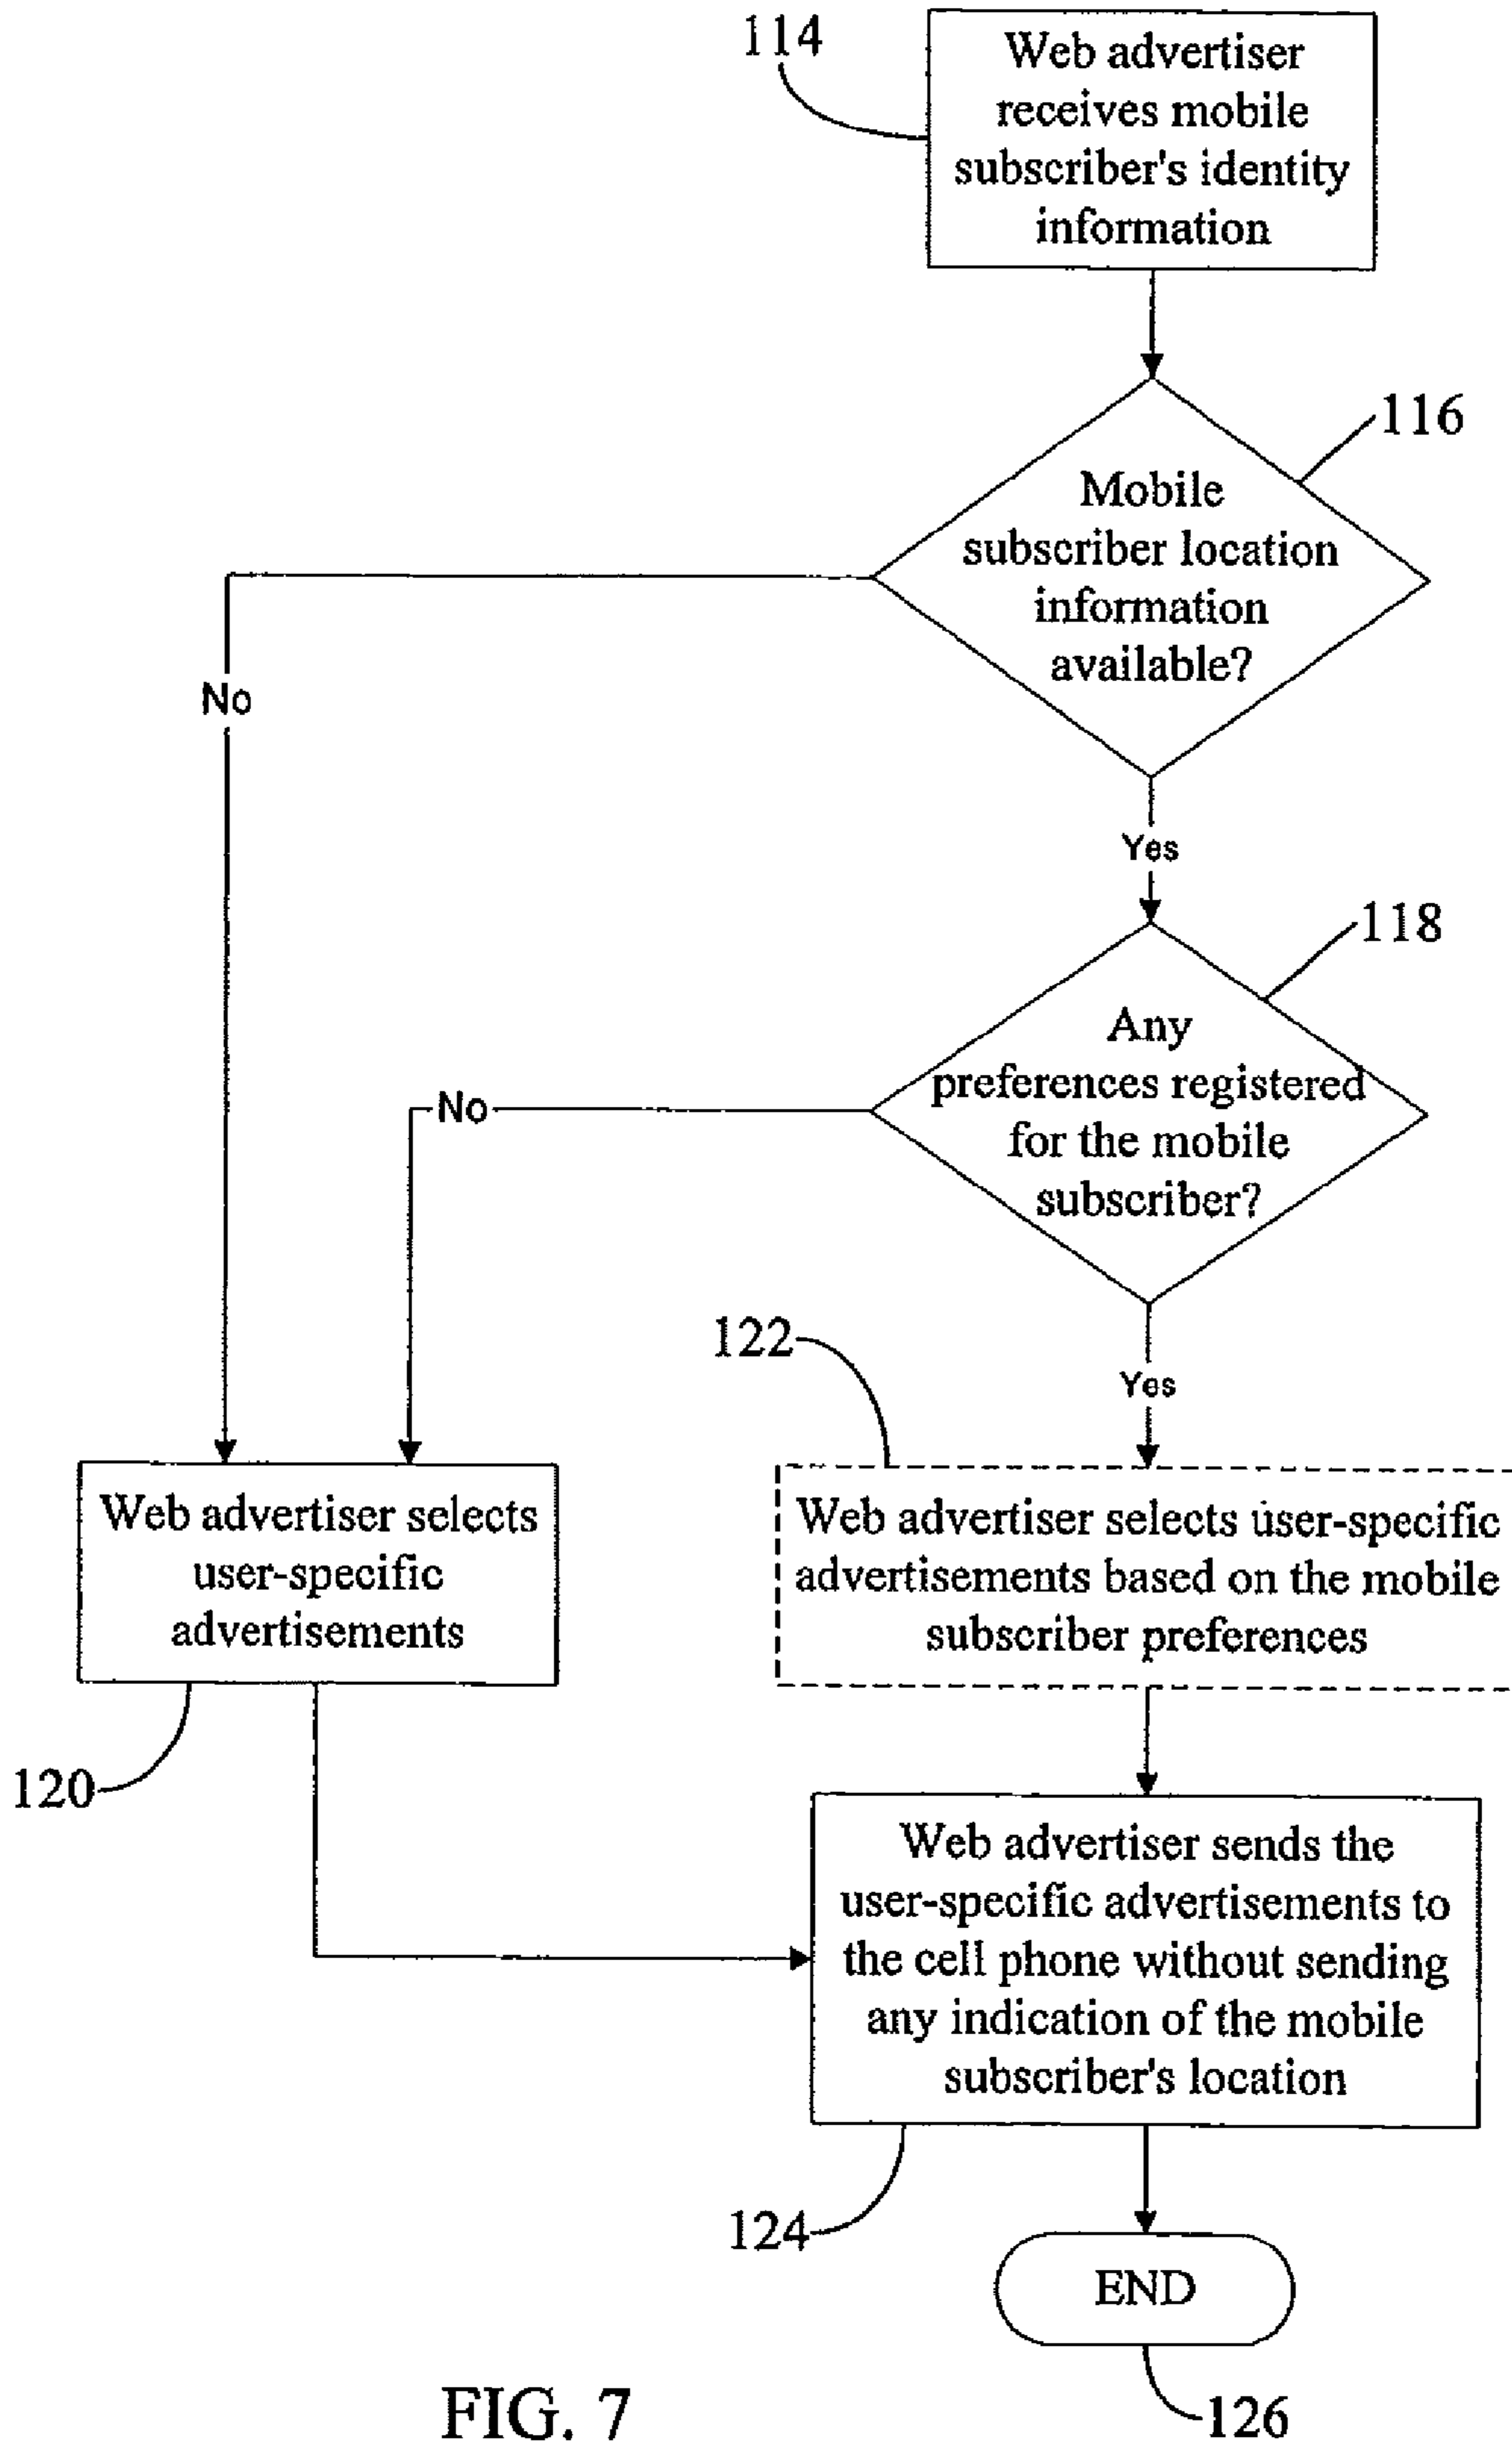 114
Web advertiser
receives mobile
subscriber's identity
information
116
Mobile
subscriber location
information
available?
No
Yes
118
Any
preferences registered
for the mobile
subscriber?
No
Yes
122
Web advertiser selects
user-specific
advertisements
Web advertiser selects user-specific
advertisements based on the mobile
subscriber preferences
120
Web advertiser sends the
user-specific advertisements to
the cell phone without sending
any indication of the mobile
subscriber's location
124
END
126
FIG. 7